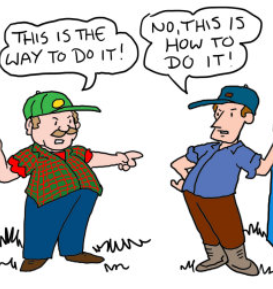 THIS IS THE
WAY TO DO IT!
NO, THIS IS
HOW TO
DO IT!